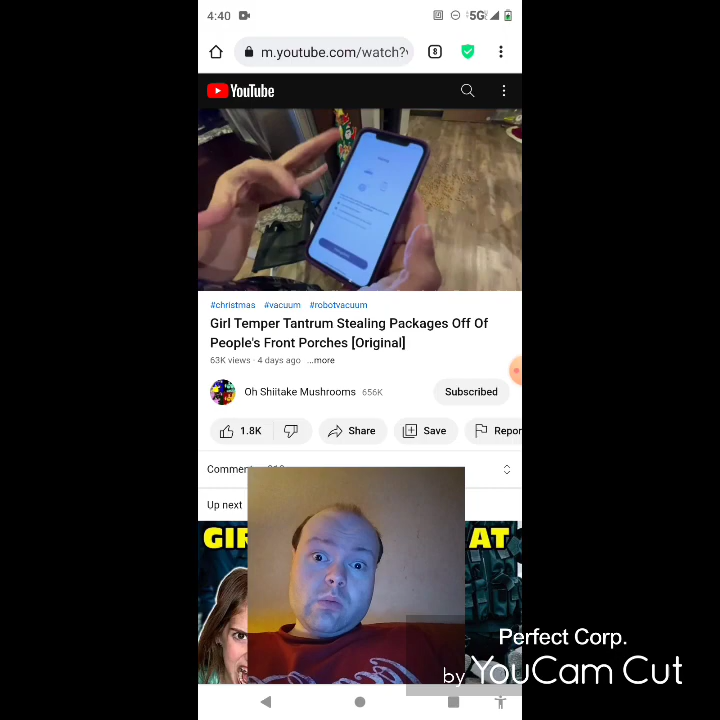 4:40
5G
m.youtube.com/watch?v
8
YouTube
#christmas #vacuum #robotvacuum
Girl Temper Tantrum Stealing Packages Off Of
People's Front Porches [Original]
63K views · 4 days ago ...more
Oh Shiitake Mushrooms 656K
Subscribed
1.8K
Share
Save
Repor
Commen
Up next
GIR
AT
Perfect Corp.
by YouCam Cut